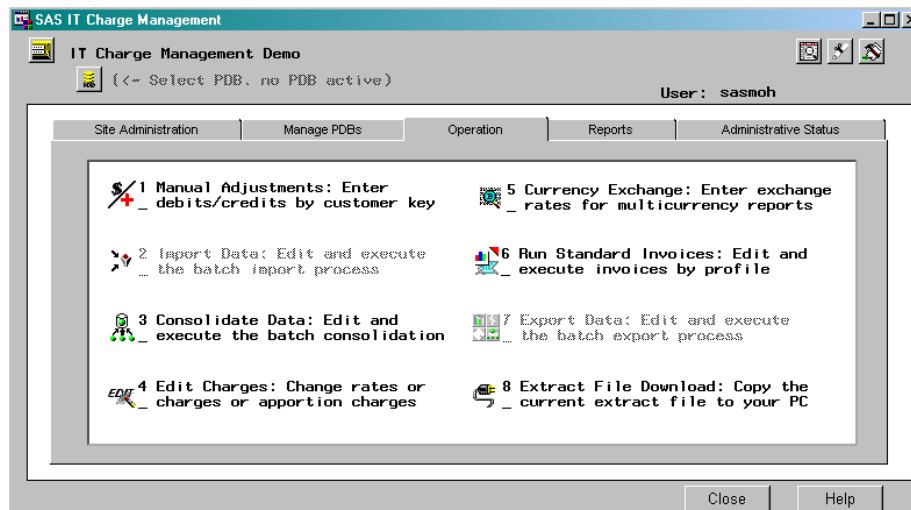 SAS IT Charge Management
IT Charge Management Demo
(<- Select PDB, no PDB active)
User: sasmoh
Site Administration
Manage PDBs
Operation
Reports
Administrative Status
1 Manual Adjustments: Enter
_ debits/credits by customer key
2 Import Data: Edit and execute
_ the batch import process
3 Consolidate Data: Edit and
_ execute the batch consolidation
EDIT
4 Edit Charges: Change rates or
_ charges or apportion charges
5 Currency Exchange: Enter exchange
_ rates for multicurrency reports
6 Run Standard Invoices: Edit and
_ execute invoices by profile
7 Export Data: Edit and execute
_ the batch export process
8 Extract File Download: Copy the
_ current extract file to your PC
Close
Help